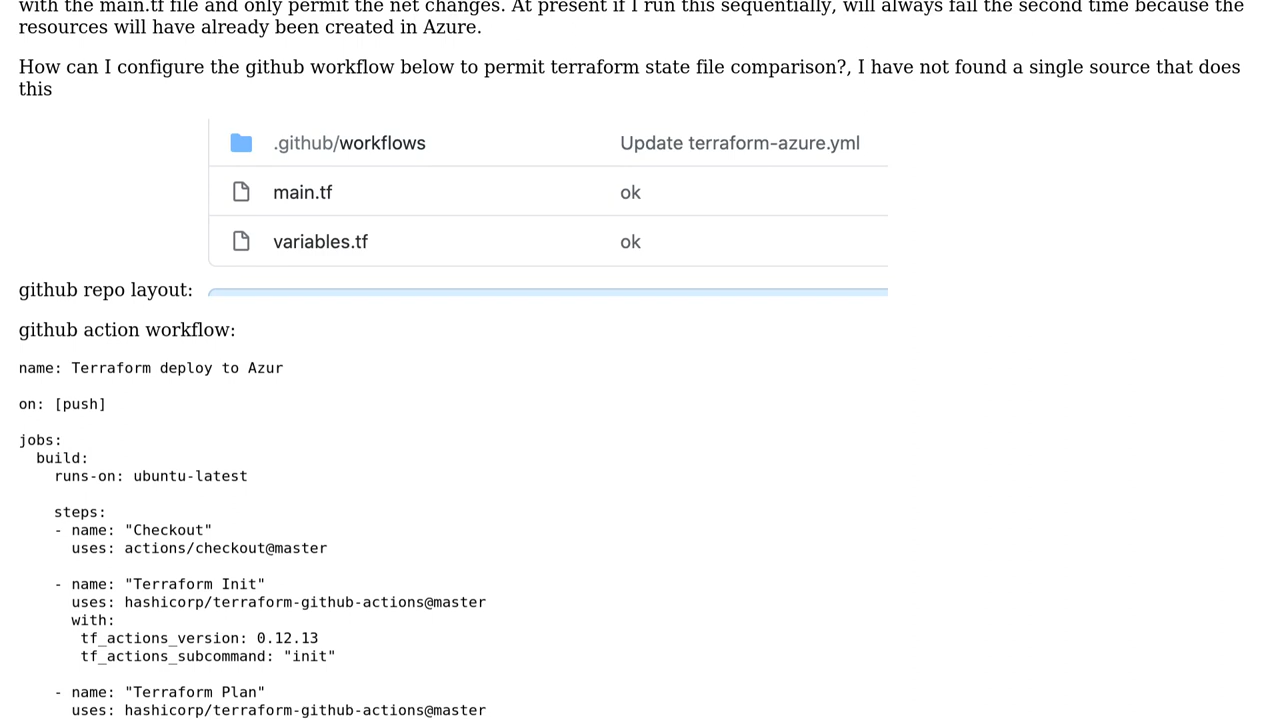 with the main.tf file and only permit the net changes. At present if I run this sequentially, will always fail the second time because the
resources will have already been created in Azure.
How can I configure the github workflow below to permit terraform state file comparison?, I have not found a single source that does
this
.github/workflows Update terraform-azure.yml
main.tf ok
variables.tf ok
github repo layout:
github action workflow:
name: Terraform deploy to Azur
on: [push]
jobs:
  build:
    runs-on: ubuntu-latest
    steps:
    - name: "Checkout"
      uses: actions/checkout@master
    - name: "Terraform Init"
      uses: hashicorp/terraform-github-actions@master
      with:
       tf_actions_version: 0.12.13
       tf_actions_subcommand: "init"
    - name: "Terraform Plan"
      uses: hashicorp/terraform-github-actions@master